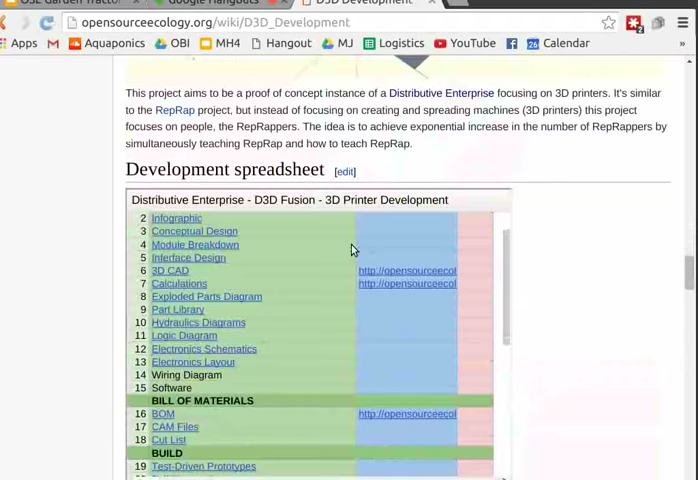 D3D Development
opensourceecology.org/wiki/D3D_Development
Apps Aquaponics OBI MH4 Hangout MJ Logistics YouTube Calendar
This project aims to be a proof of concept instance of a Distributive Enterprise focusing on 3D printers. It's similar
to the RepRap project, but instead of focusing on creating and spreading machines (3D printers) this project
focuses on people, the RepRappers. The idea is to achieve exponential increase in the number of RepRappers by
simultaneously teaching RepRap and how to teach RepRap.
Development spreadsheet [edit]
Distributive Enterprise - D3D Fusion - 3D Printer Development
2 Infographic
3 Conceptual Design
4 Module Breakdown
5 Inferface Design
6 3D CAD http://opensourceecol
7 Calculations http://opensourceecol
8 Exploded Parts Diagram
9 Part Library
10 Hydraulics Diagrams
11 Logic Diagram
12 Electronics Schematics
13 Electronics Layout
14 Wiring Diagram
15 Software
BILL OF MATERIALS
16 BOM http://opensourceecol
17 CAM Files
18 Cut List
BUILD
19 Test-Driven Prototypes